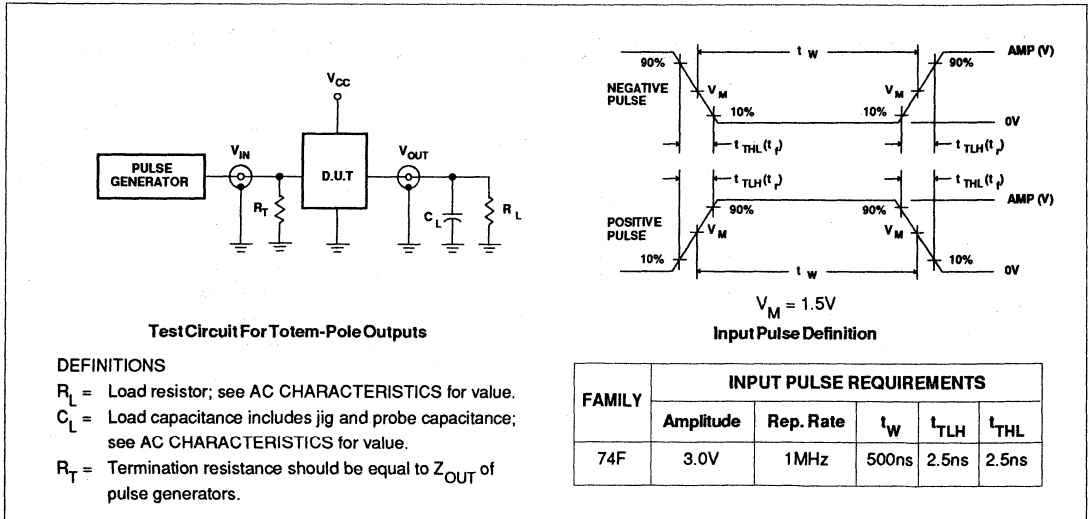 V_CC
V_IN
V_OUT
PULSE GENERATOR
D.U.T
R_T
C_L
R_L
Test Circuit For Totem-Pole Outputs
t_W
AMP (V)
90%
90%
NEGATIVE PULSE
V_M
V_M
10%
10%
0V
t_THL(t_f)
t_TLH(t_r)
t_TLH(t_r)
t_THL(t_f)
AMP (V)
90%
90%
POSITIVE PULSE
V_M
V_M
10%
10%
t_W
0V
V_M = 1.5V
Input Pulse Definition
DEFINITIONS
R_L = Load resistor; see AC CHARACTERISTICS for value.
C_L = Load capacitance includes jig and probe capacitance;
see AC CHARACTERISTICS for value.
R_T = Termination resistance should be equal to Z_OUT of
pulse generators.
FAMILY
INPUT PULSE REQUIREMENTS
Amplitude Rep. Rate t_W t_TLH t_THL
74F 3.0V 1MHz 500ns 2.5ns 2.5ns